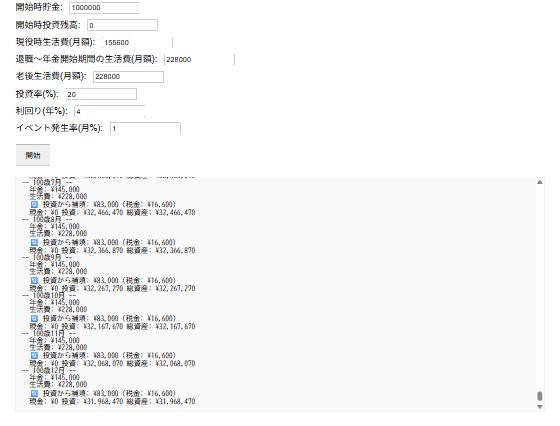 開始時貯金: 1000000
開始時投資残高: 0
現役時生活費(月額): 155600
退職～年金開始期間の生活費(月額): 228000
老後生活費(月額): 228000
投資率(%): 20
利回り(年%): 4
イベント発生率(月%): 1
開始
-- 100歳7月 --
年金: ¥145,000
生活費: ¥228,000
投資から補填: ¥83,000 (税金: ¥16,600)
現金: ¥0 投資: ¥32,466,470 総資産: ¥32,466,470
-- 100歳8月 --
年金: ¥145,000
生活費: ¥228,000
投資から補填: ¥83,000 (税金: ¥16,600)
現金: ¥0 投資: ¥32,366,870 総資産: ¥32,366,870
-- 100歳9月 --
年金: ¥145,000
生活費: ¥228,000
投資から補填: ¥83,000 (税金: ¥16,600)
現金: ¥0 投資: ¥32,267,270 総資産: ¥32,267,270
-- 100歳10月 --
年金: ¥145,000
生活費: ¥228,000
投資から補填: ¥83,000 (税金: ¥16,600)
現金: ¥0 投資: ¥32,167,670 総資産: ¥32,167,670
-- 100歳11月 --
年金: ¥145,000
生活費: ¥228,000
投資から補填: ¥83,000 (税金: ¥16,600)
現金: ¥0 投資: ¥32,068,070 総資産: ¥32,068,070
-- 100歳12月 --
年金: ¥145,000
生活費: ¥228,000
投資から補填: ¥83,000 (税金: ¥16,600)
現金: ¥0 投資: ¥31,968,470 総資産: ¥31,968,470